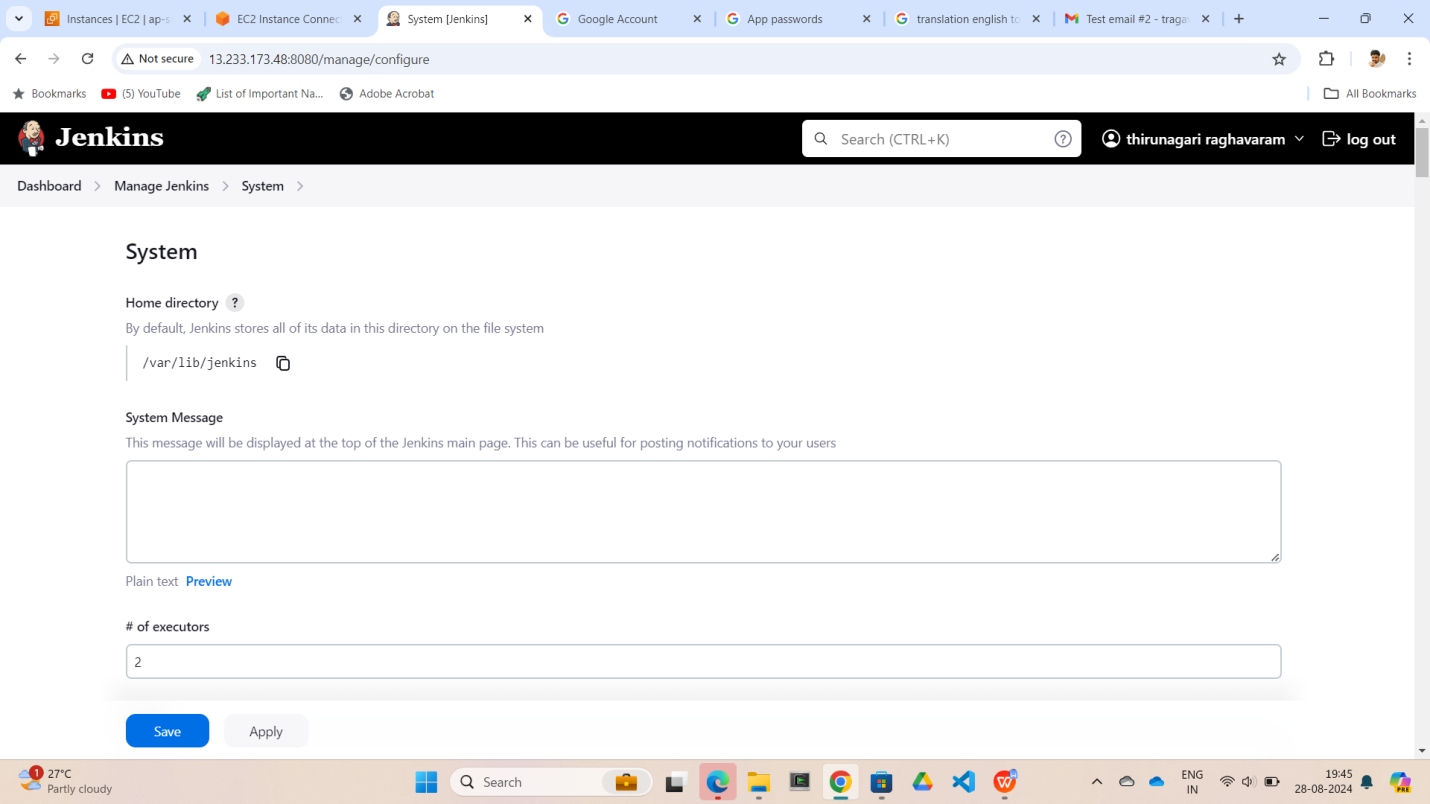 Instances | EC2 | ap-s
EC2 Instance Connec
System [Jenkins]
Google Account
App passwords
translation english to
Test email #2 - traga
Not secure
13.233.173.48:8080/manage/configure
Bookmarks
(5) YouTube
List of Important Na...
Adobe Acrobat
All Bookmarks
Jenkins
Search (CTRL+K)
?
thirunagari raghavaram
log out
Dashboard
Manage Jenkins
System
System
Home directory ?
By default, Jenkins stores all of its data in this directory on the file system
/var/lib/jenkins
System Message
This message will be displayed at the top of the Jenkins main page. This can be useful for posting notifications to your users
Plain text Preview
# of executors
2
Save
Apply
1
27°C
Partly cloudy
Search
ENG
IN
19:45
28-08-2024
PRE